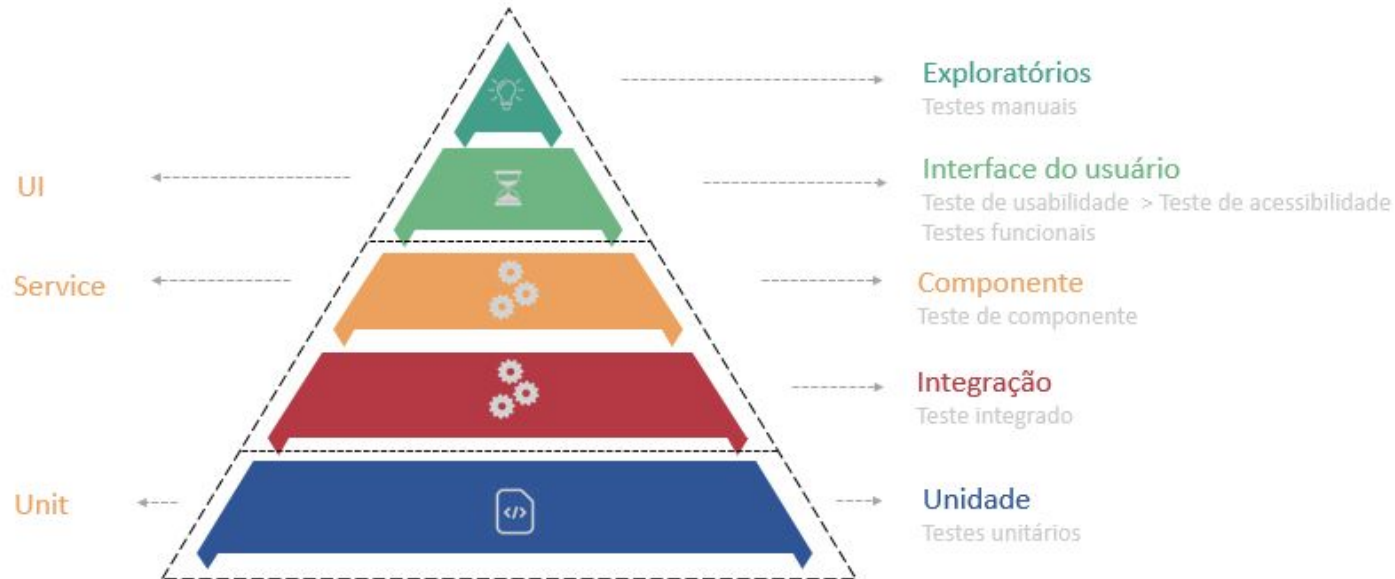 Exploratórios
Testes manuais
UI
Interface do usuário
Teste de usabilidade > Teste de acessibilidade
Testes funcionais
Service
Componente
Teste de componente
Integração
Teste integrado
Unit
</>
Unidade
Testes unitários